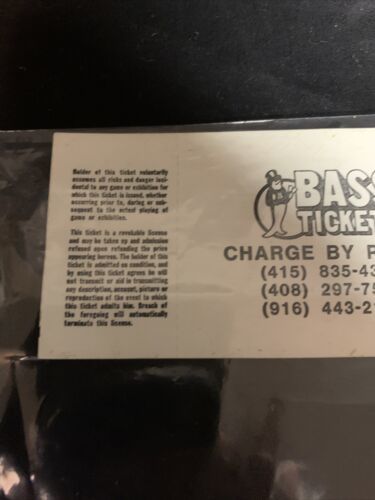 Holder of this ticket voluntarily
assumes all risks and danger inci-
dental to any game or exhibition for
which this ticket is issued, whether
occurring prior to, during or sub-
sequent to the actual playing of
game or exhibition.
This ticket is a revokable license
and may be taken up and admission
refused upon refunding the price
appearing hereon. The holder of this
ticket is admitted on condition, and
by using this ticket agrees he will
not transmit or aid in transmitting
any description, account, picture or
reproduction of the event to which
this ticket admits him. Breach of
the foregoing will automatically
terminate this license.
BASS
TICKET
CHARGE BY P
(415) 835-43
(408) 297-75
(916) 443-2